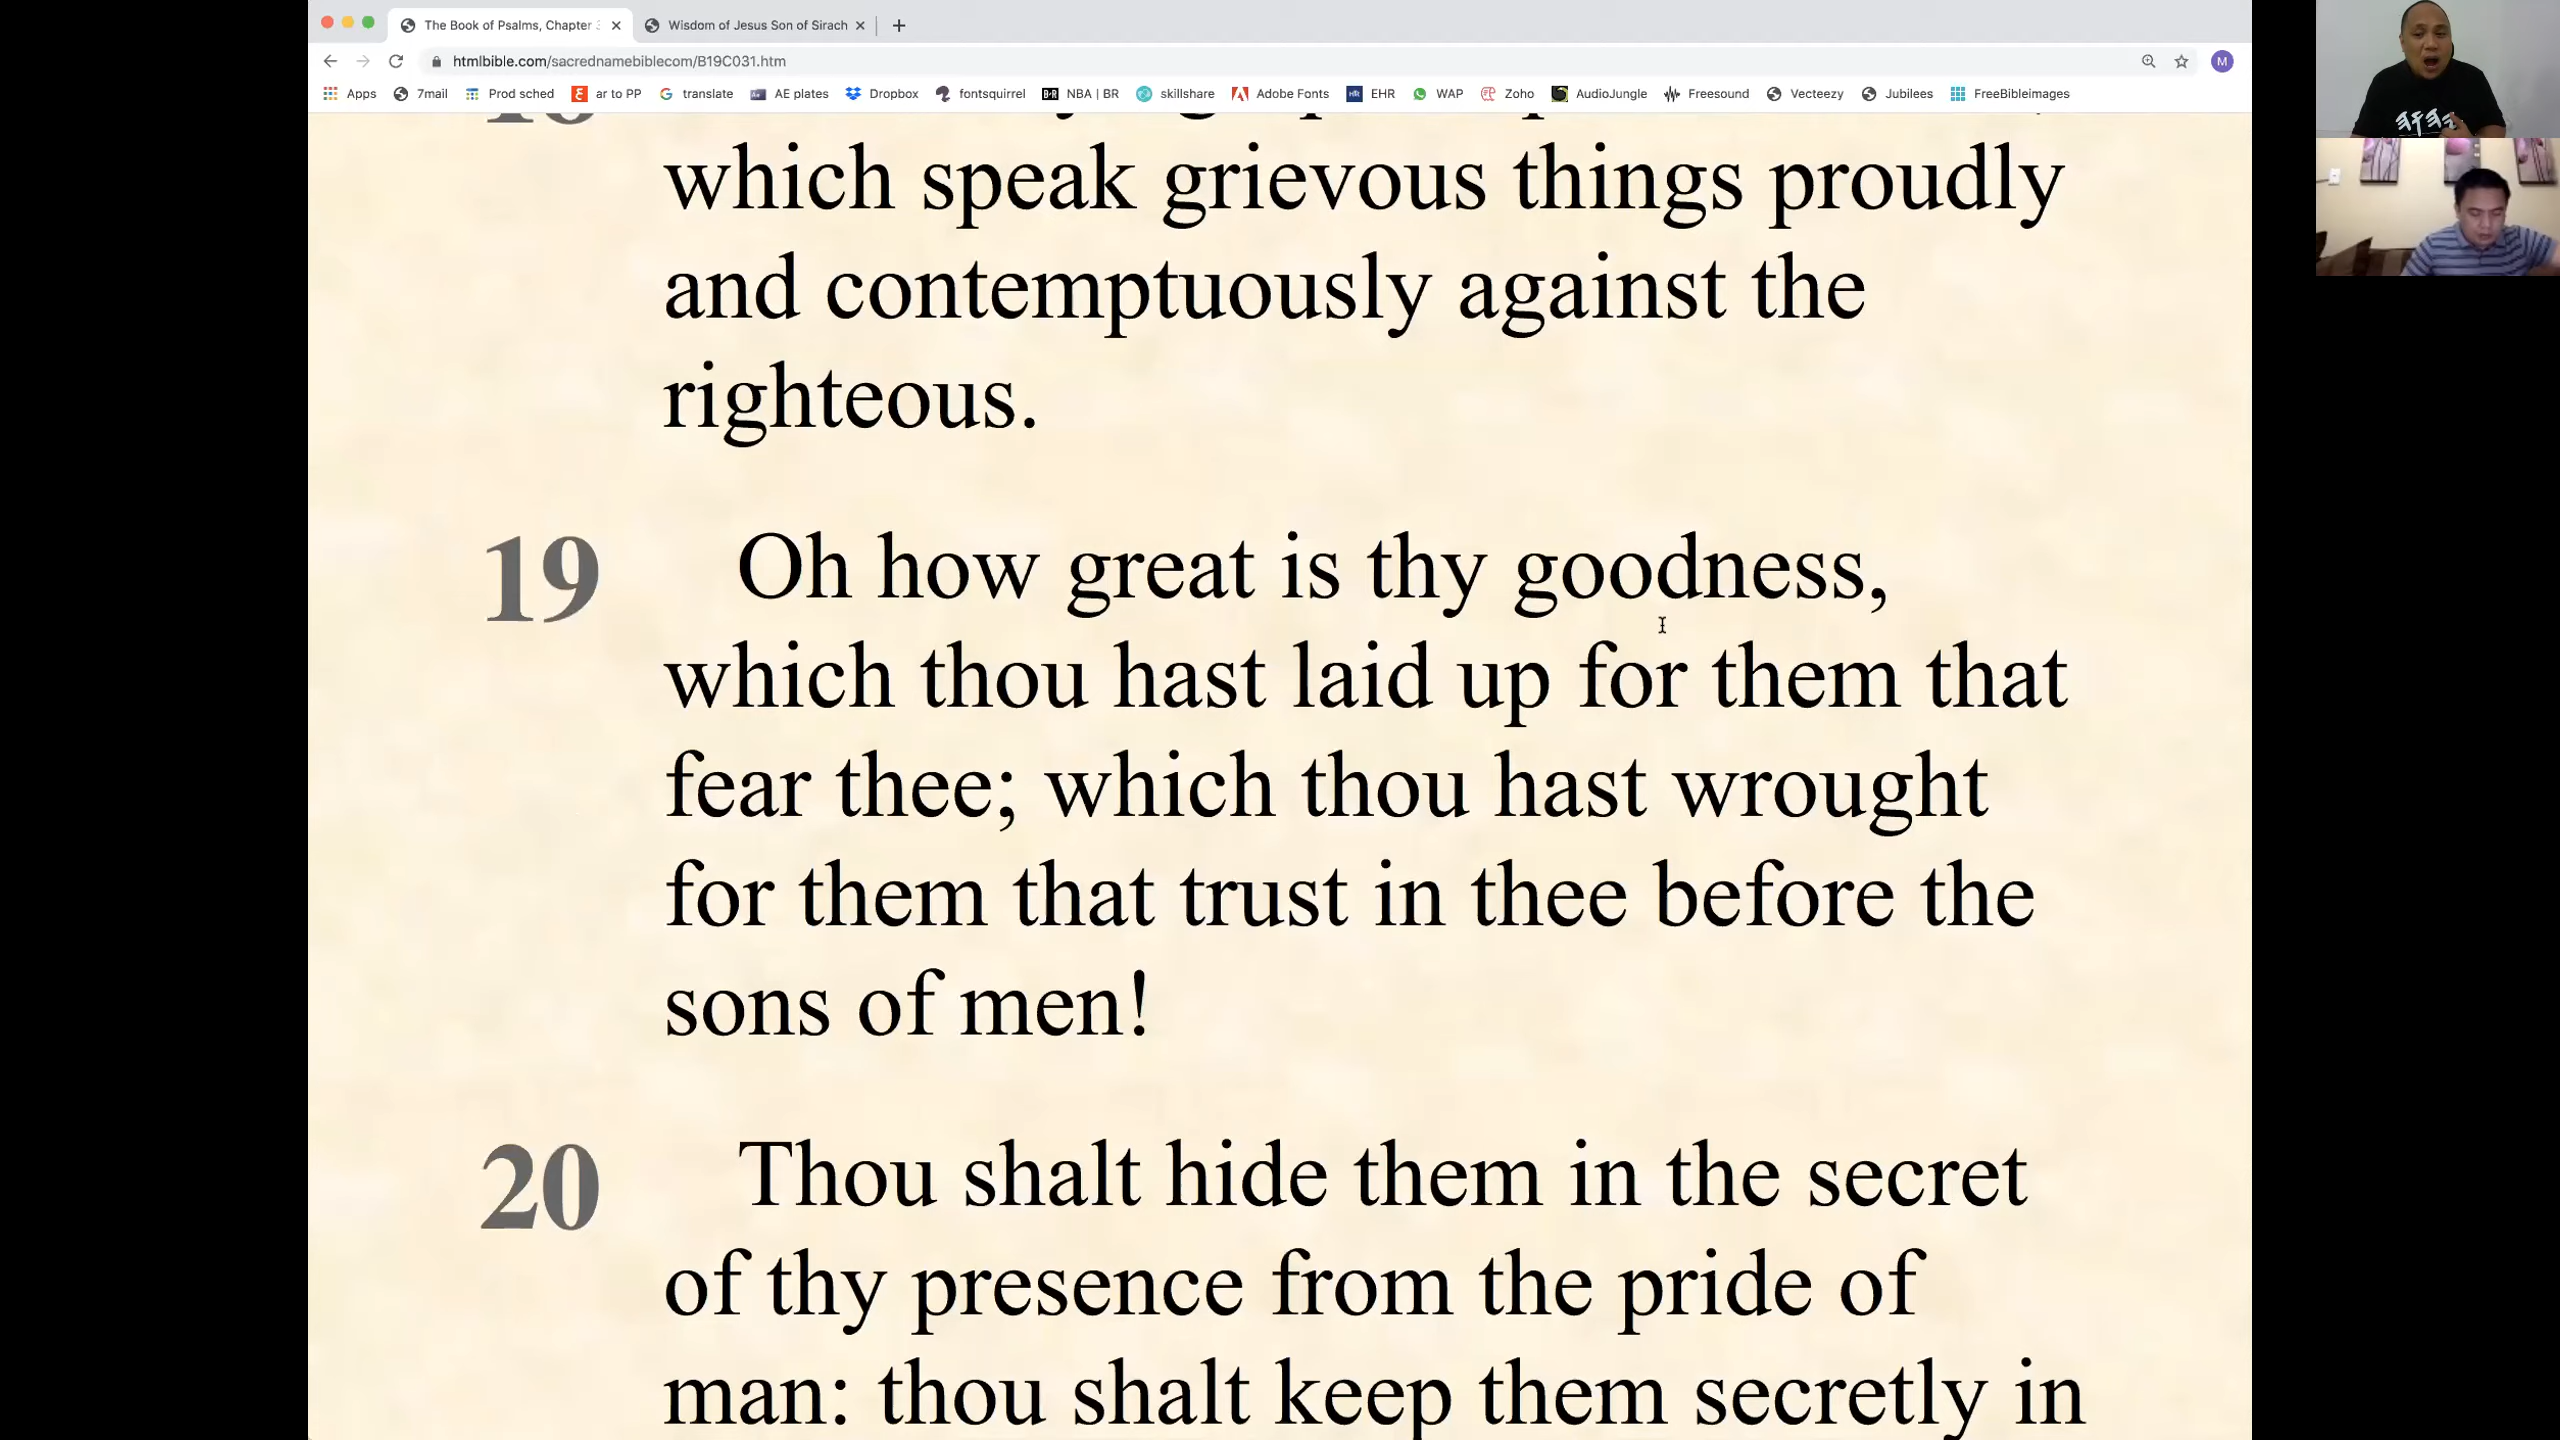 The Book of Psalms, Chapter
Wisdom of Jesus Son of Sirach
htmlbible.com/sacrednamebiblecom/B19C031.htm
M
Apps 7mail Prod sched ar to PP translate AE plates Dropbox fontsquirrel NBA | BR skillshare Adobe Fonts EHR WAP Zoho AudioJungle Freesound Vecteezy Jubilees FreeBibleimages
18
which speak grievous things proudly
and contemptuously against the
righteous.
19 Oh how great is thy goodness,
which thou hast laid up for them that
fear thee; which thou hast wrought
for them that trust in thee before the
sons of men!
20 Thou shalt hide them in the secret
of thy presence from the pride of
man: thou shalt keep them secretly in